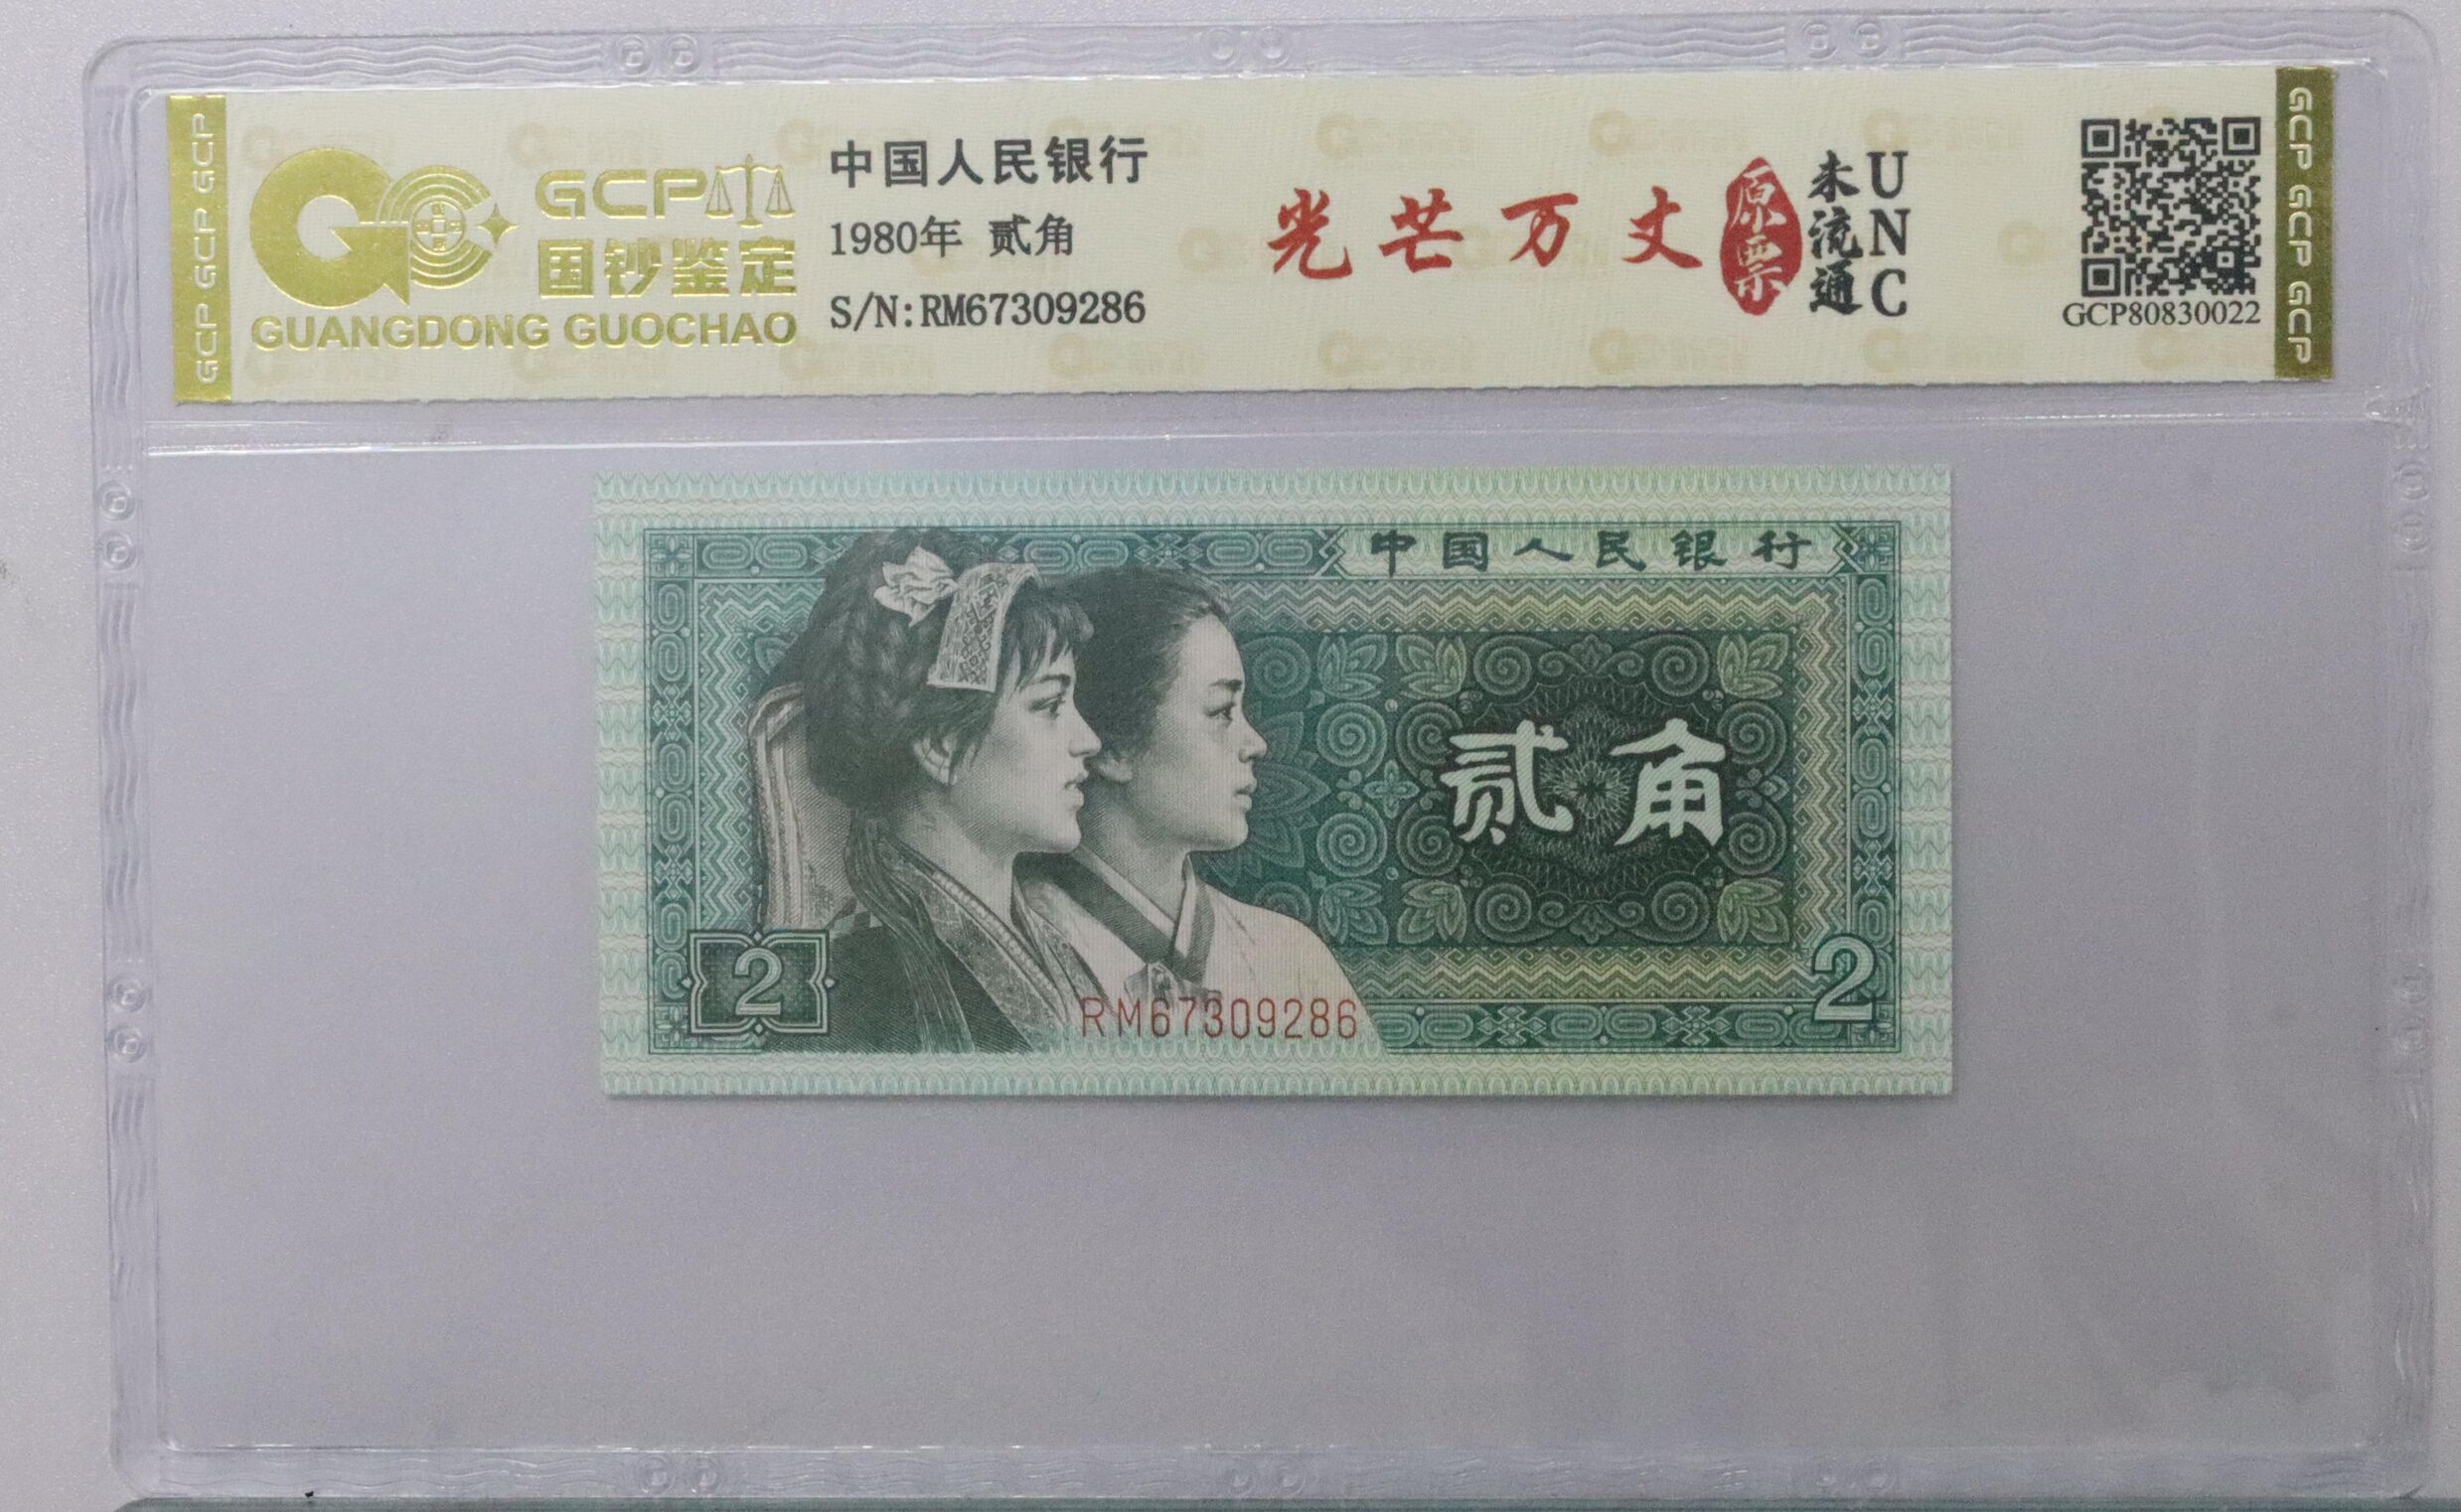 GCP GCP GCP
GCP
国钞鉴定
GUANGDONG GUOCHAO
中国人民银行
1980年 贰角
S/N:RM67309286
光芒万丈
原票
未流通
UNC
GCP80830022
GCP GCP GCP
中国人民银行
贰角
2
2
RM67309286